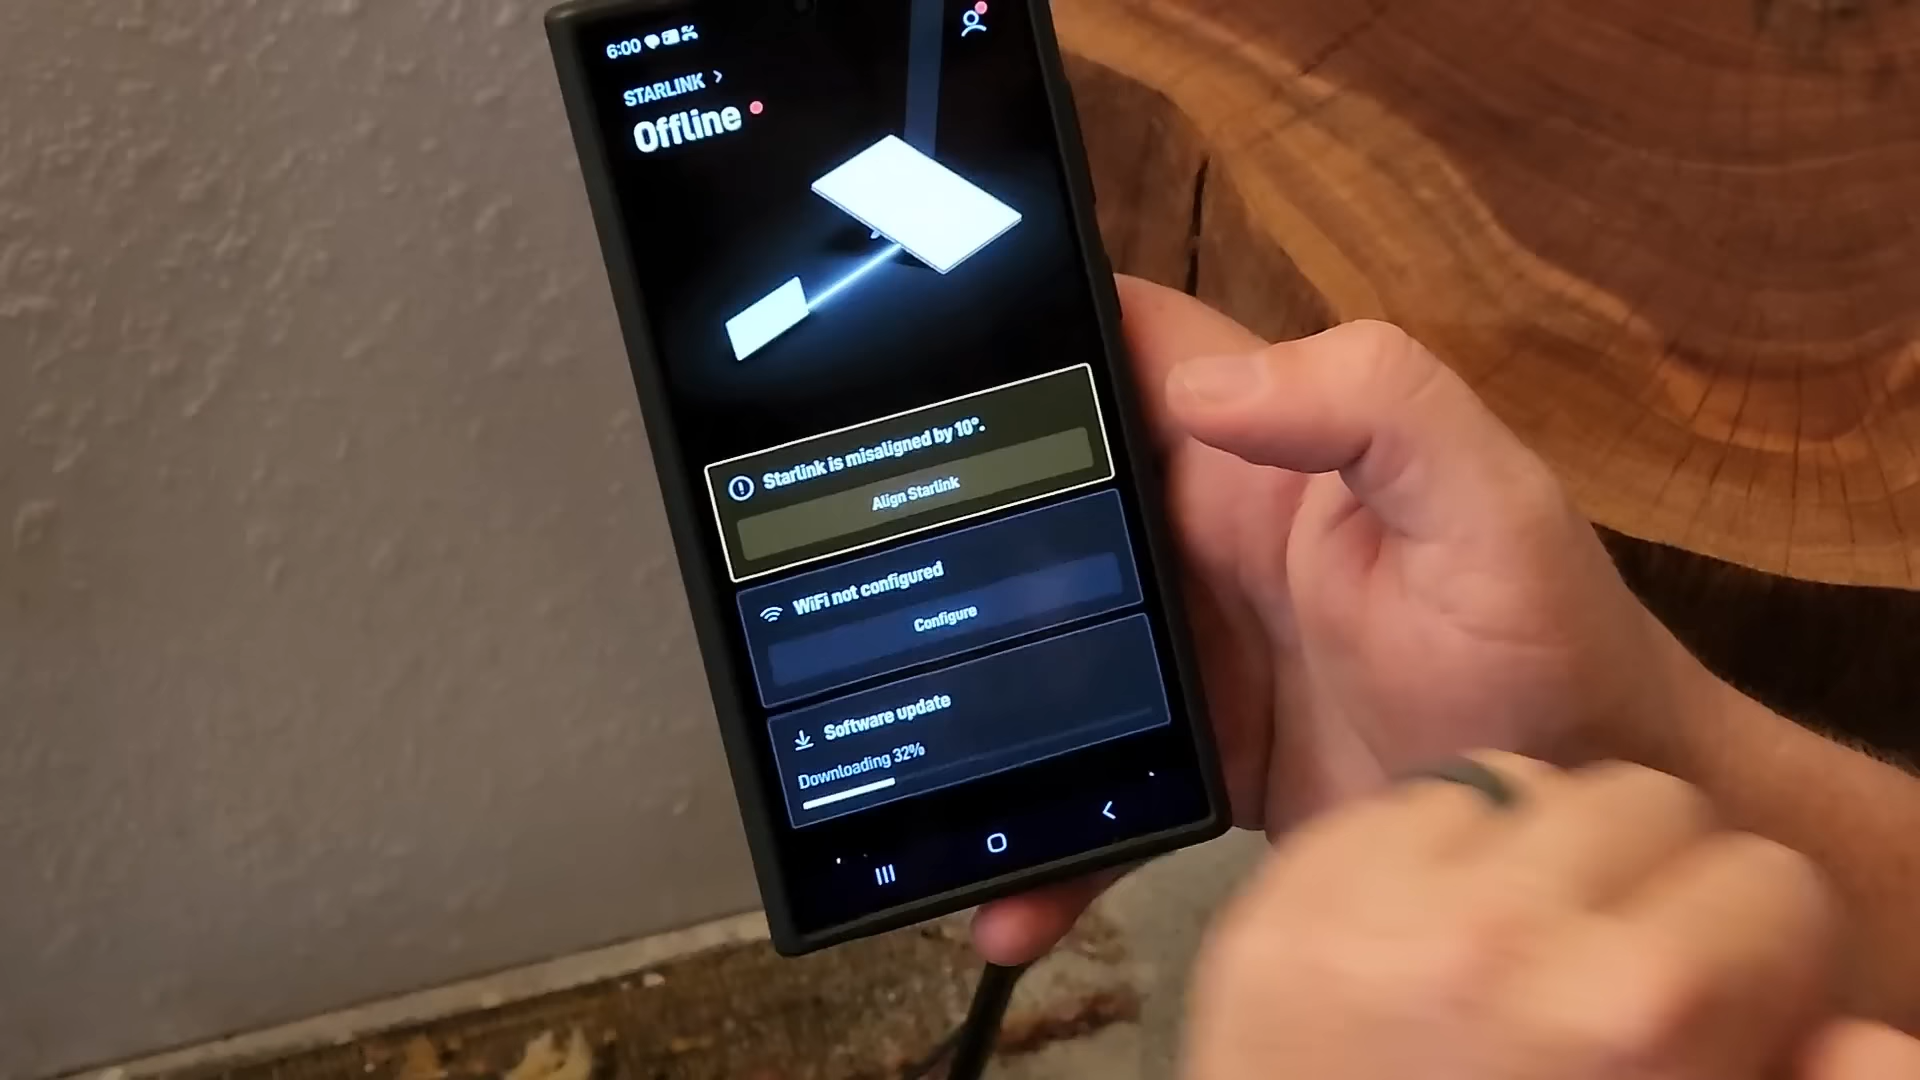 6:00
STARLINK >
Offline
Starlink is misaligned by 10°.
Align Starlink
WiFi not configured
Configure
Software update
Downloading 32%